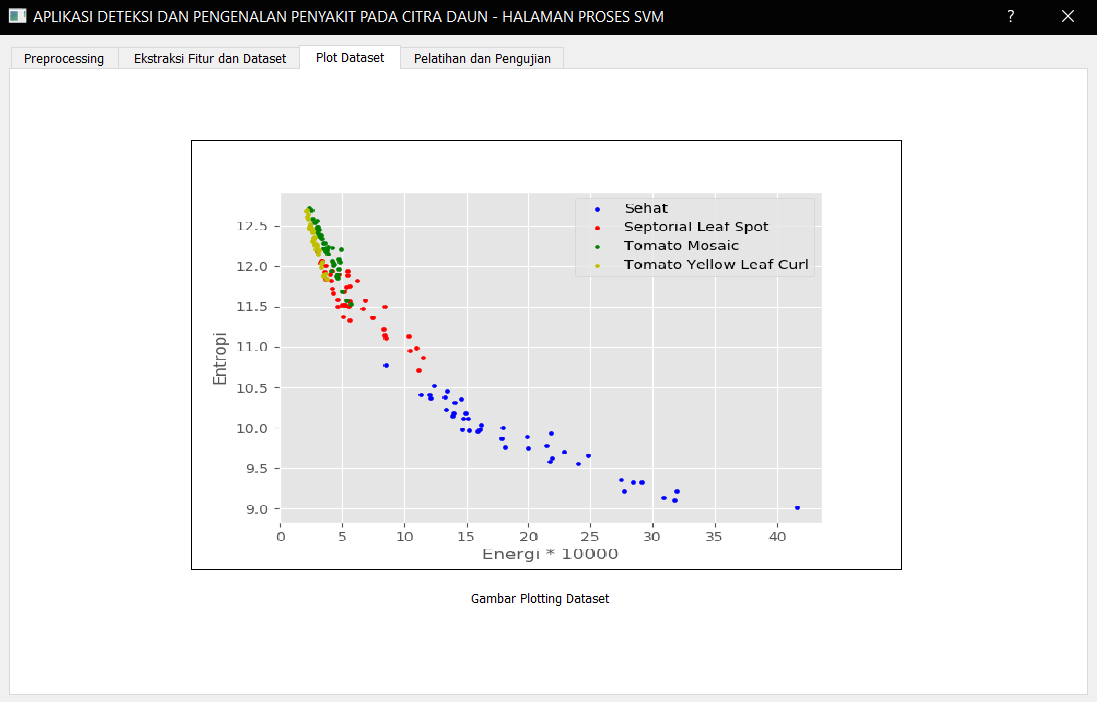 APLIKASI DETEKSI DAN PENGENALAN PENYAKIT PADA CITRA DAUN - HALAMAN PROSES SVM
?
Preprocessing
Ekstraksi Fitur dan Dataset
Plot Dataset
Pelatihan dan Pengujian
Sehat
Septorial Leaf Spot
Tomato Mosaic
Tomato Yellow Leaf Curl
Entropi
12.5
12.0
11.5
11.0
10.5
10.0
9.5
9.0
0 5 10 15 20 25 30 35 40
Energi * 10000
Gambar Plotting Dataset